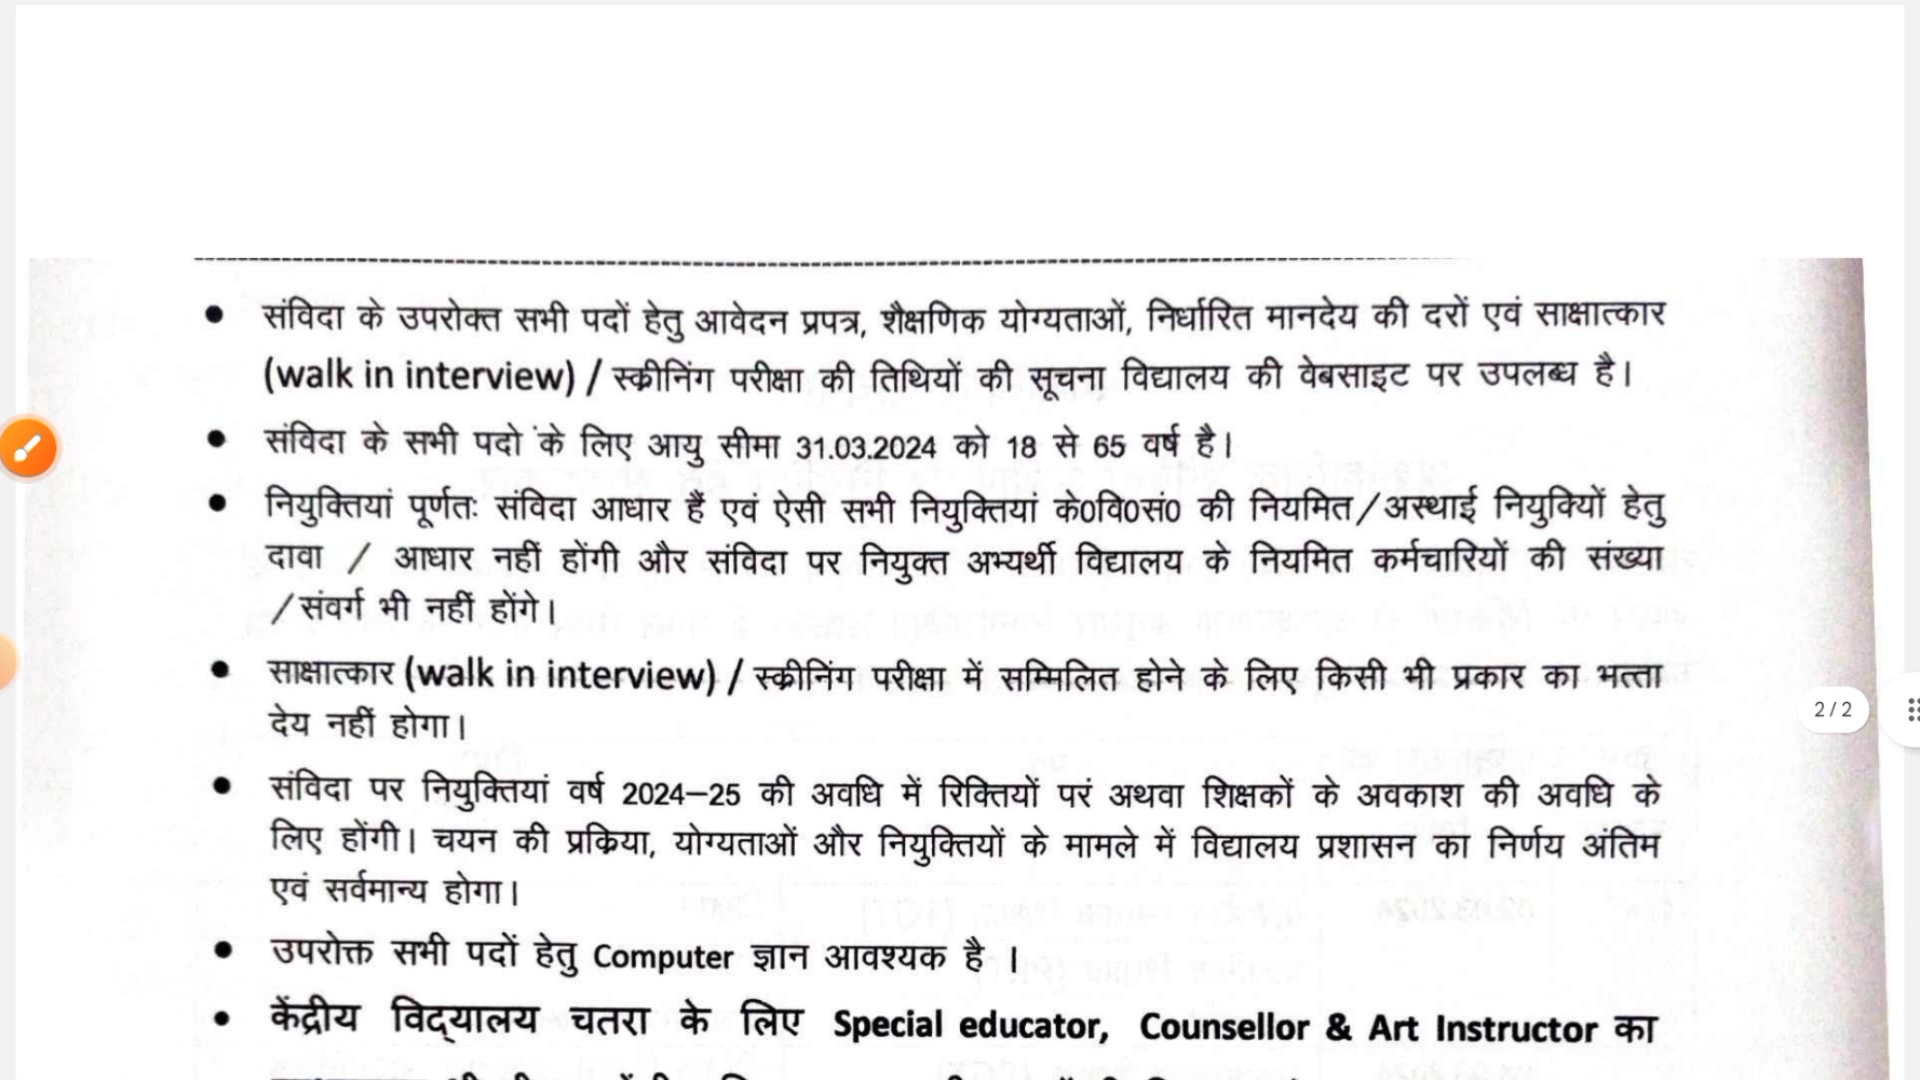 संविदा के उपरोक्त सभी पदों हेतु आवेदन प्रपत्र, शैक्षणिक योग्यताओं, निर्धारित मानदेय की दरों एवं साक्षात्कार
(walk in interview) / स्क्रीनिंग परीक्षा की तिथियों की सूचना विद्यालय की वेबसाइट पर उपलब्ध है।
संविदा के सभी पदो के लिए आयु सीमा 31.03.2024 को 18 से 65 वर्ष है।
नियुक्तियां पूर्णतः संविदा आधार हैं एवं ऐसी सभी नियुक्तियां के0वि0सं0 की नियमित/अस्थाई नियुक्यिों हेतु
दावा / आधार नहीं होंगी और संविदा पर नियुक्त अभ्यर्थी विद्यालय के नियमित कर्मचारियों की संख्या
/संवर्ग भी नहीं होंगे।
साक्षात्कार (walk in interview) / स्क्रीनिंग परीक्षा में सम्मिलित होने के लिए किसी भी प्रकार का भत्ता
देय नहीं होगा।
संविदा पर नियुक्तियां वर्ष 2024–25 की अवधि में रिक्तियों परं अथवा शिक्षकों के अवकाश की अवधि के
लिए होंगी। चयन की प्रक्रिया, योग्यताओं और नियुक्तियों के मामले में विद्यालय प्रशासन का निर्णय अंतिम
एवं सर्वमान्य होगा।
उपरोक्त सभी पदों हेतु Computer ज्ञान आवश्यक है ।
केंद्रीय विद्यालय चतरा के लिए Special educator, Counsellor & Art Instructor का
2 / 2